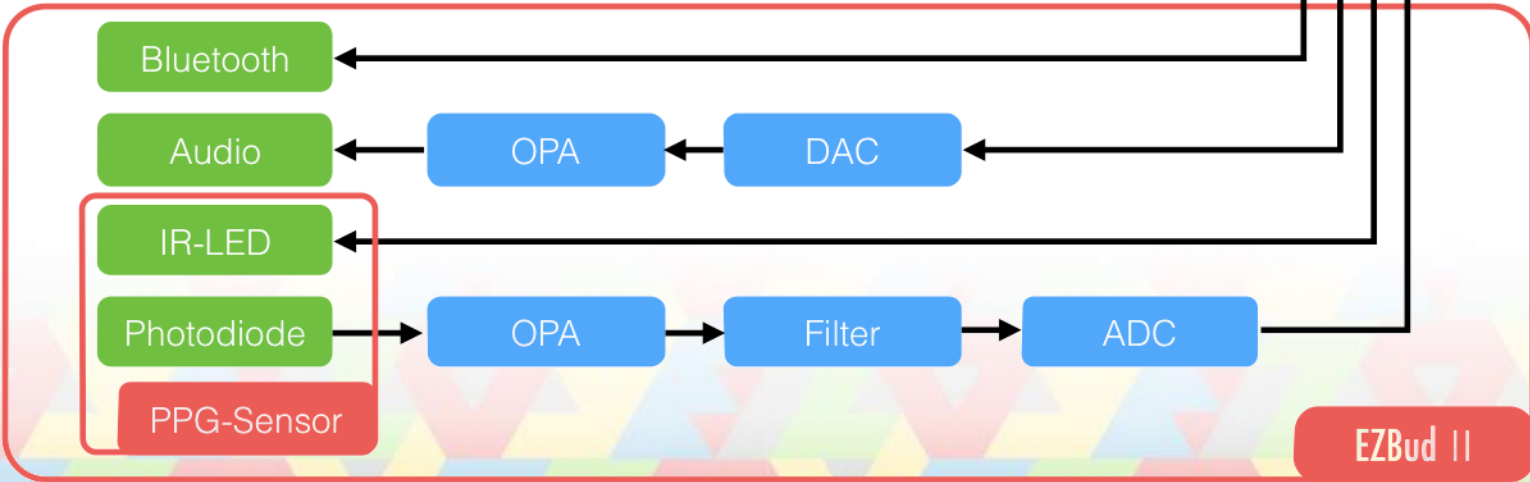 Bluetooth
Audio
OPA
DAC
IR-LED
Photodiode
OPA
Filter
ADC
PPG-Sensor
EZBud II